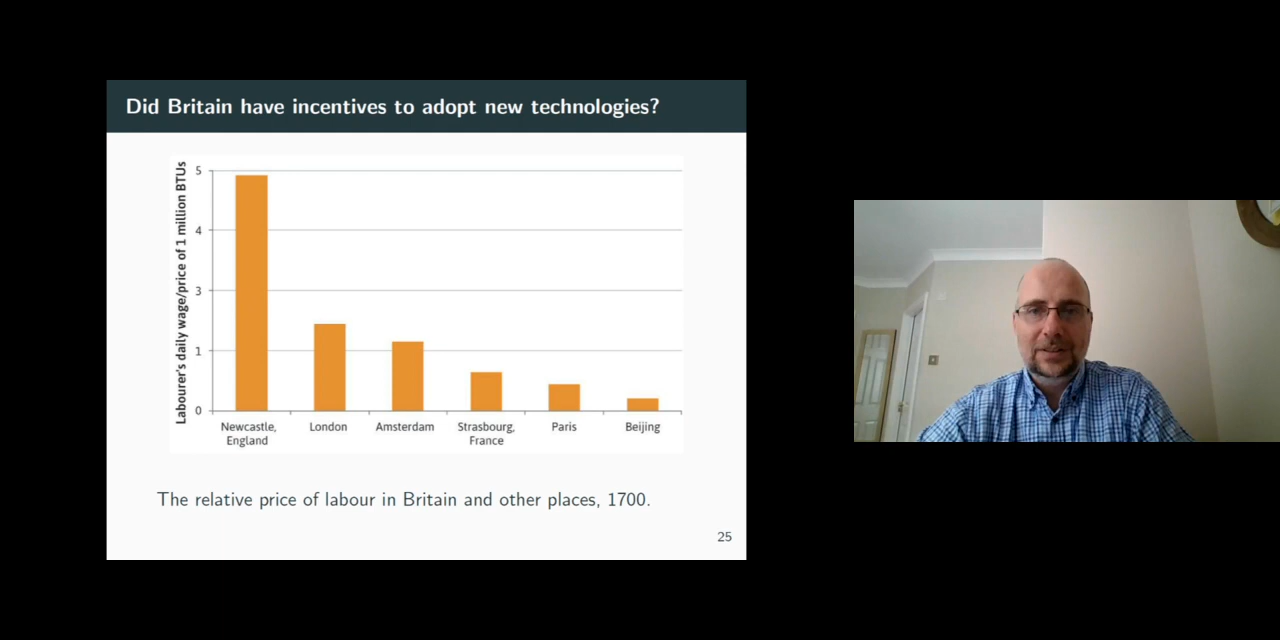 Did Britain have incentives to adopt new technologies?
Labourer's daily wage/price of 1 million BTUs
5
4
3
1
0
Newcastle,
England
London
Amsterdam
Strasbourg,
France
Paris
Beijing
The relative price of labour in Britain and other places, 1700.
25